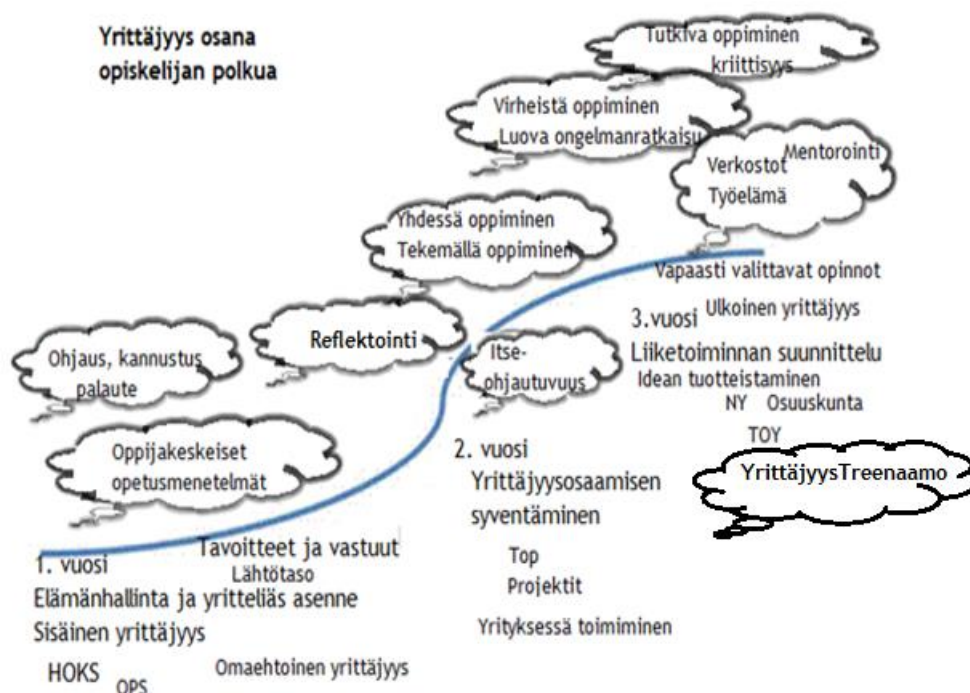 Yrittäjyys osana
opiskelijan polkua
Tutkiva oppiminen
kriittisyys
Virheistä oppiminen
Luova ongelmanratkaisu
Mentorointi
Verkostot
Työelämä
Yhdessä oppiminen
Tekemällä oppiminen
Reflektointi
Ohjaus, kannustus
palaute
Oppijakeskeiset
opetusmenetelmät
Itse-
ohjautuvuus
1. vuosi
Tavoitteet ja vastuut
Lähtötaso
Elämänhallinta ja yritteliäs asenne
Sisäinen yrittäjyys
HOKS
OPS
Omaehtoinen yrittäjyys
2. vuosi
Yrittäjyysosaamisen
syventäminen
Top
Projektit
Yrityksessä toimiminen
Vapaasti valittavat opinnot
3.vuosi
Ulkoinen yrittäjyys
Liiketoiminnan suunnittelu
Idean tuotteistaminen
NY Osuuskunta
TOY
YrittäjyysTreenaamo